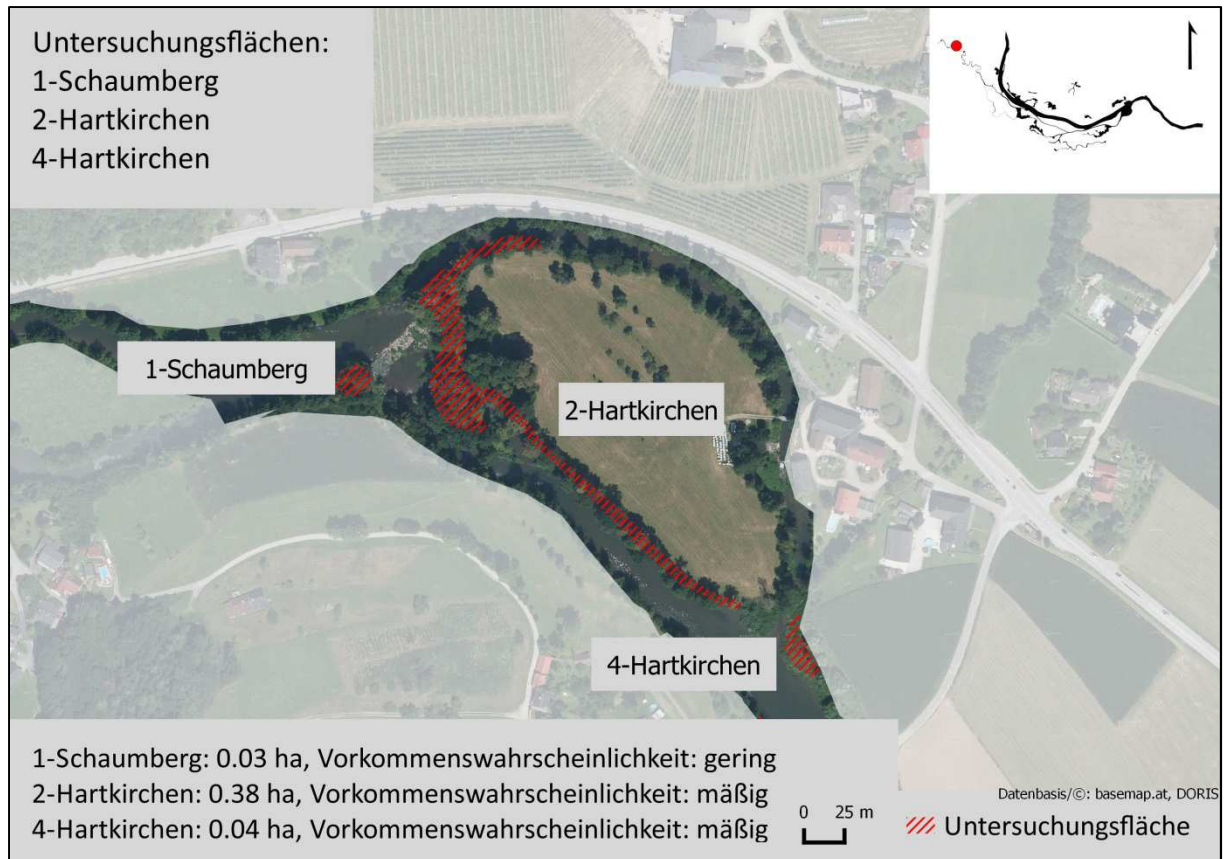 Untersuchungsflächen:
1-Schaumberg
2-Hartkirchen
4-Hartkirchen
1-Schaumberg
2-Hartkirchen
4-Hartkirchen
1-Schaumberg: 0.03 ha, Vorkommenswahrscheinlichkeit: gering
2-Hartkirchen: 0.38 ha, Vorkommenswahrscheinlichkeit: mäßig
4-Hartkirchen: 0.04 ha, Vorkommenswahrscheinlichkeit: mäßig
0 25 m
Datenbasis/©: basemap.at, DORIS
Untersuchungsfläche